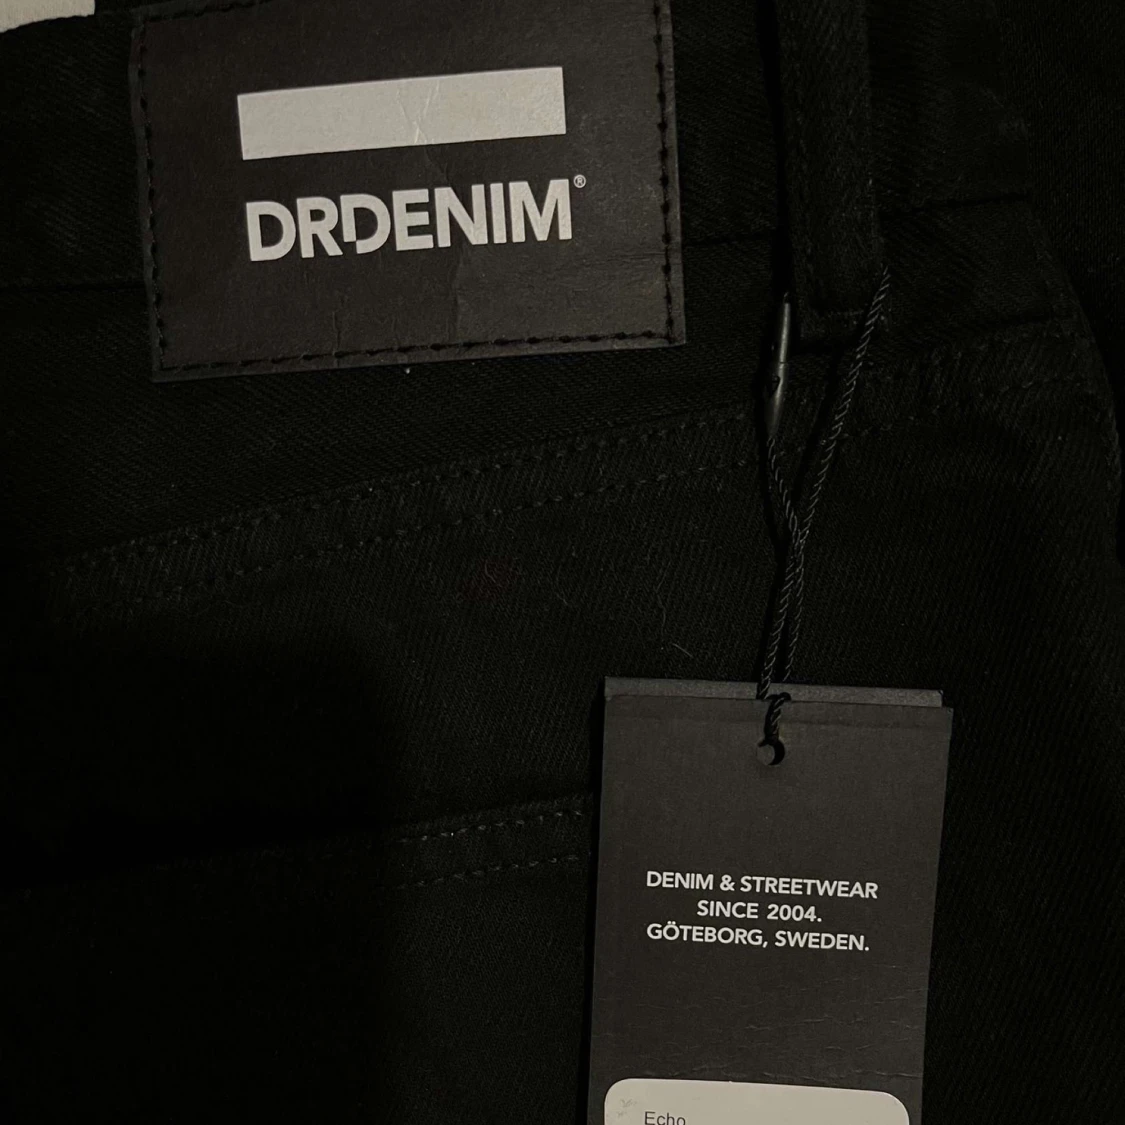 DRDENIM®
DENIM & STREETWEAR
SINCE 2004.
GÖTEBORG, SWEDEN.
Echo